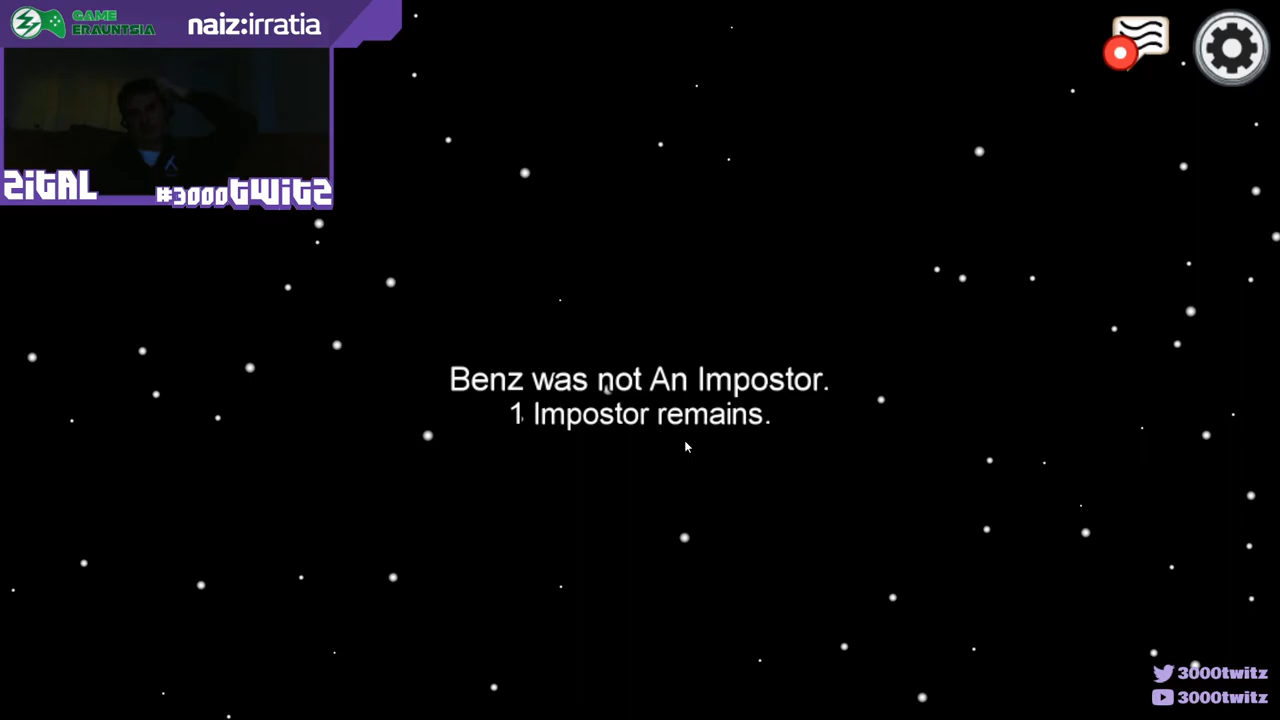 GAME
ERAUNTSIA
naiz:irratia
ZITAL
#3000TWITZ
Benz was not An Impostor.
1 Impostor remains.
3000twitz
3000twitz